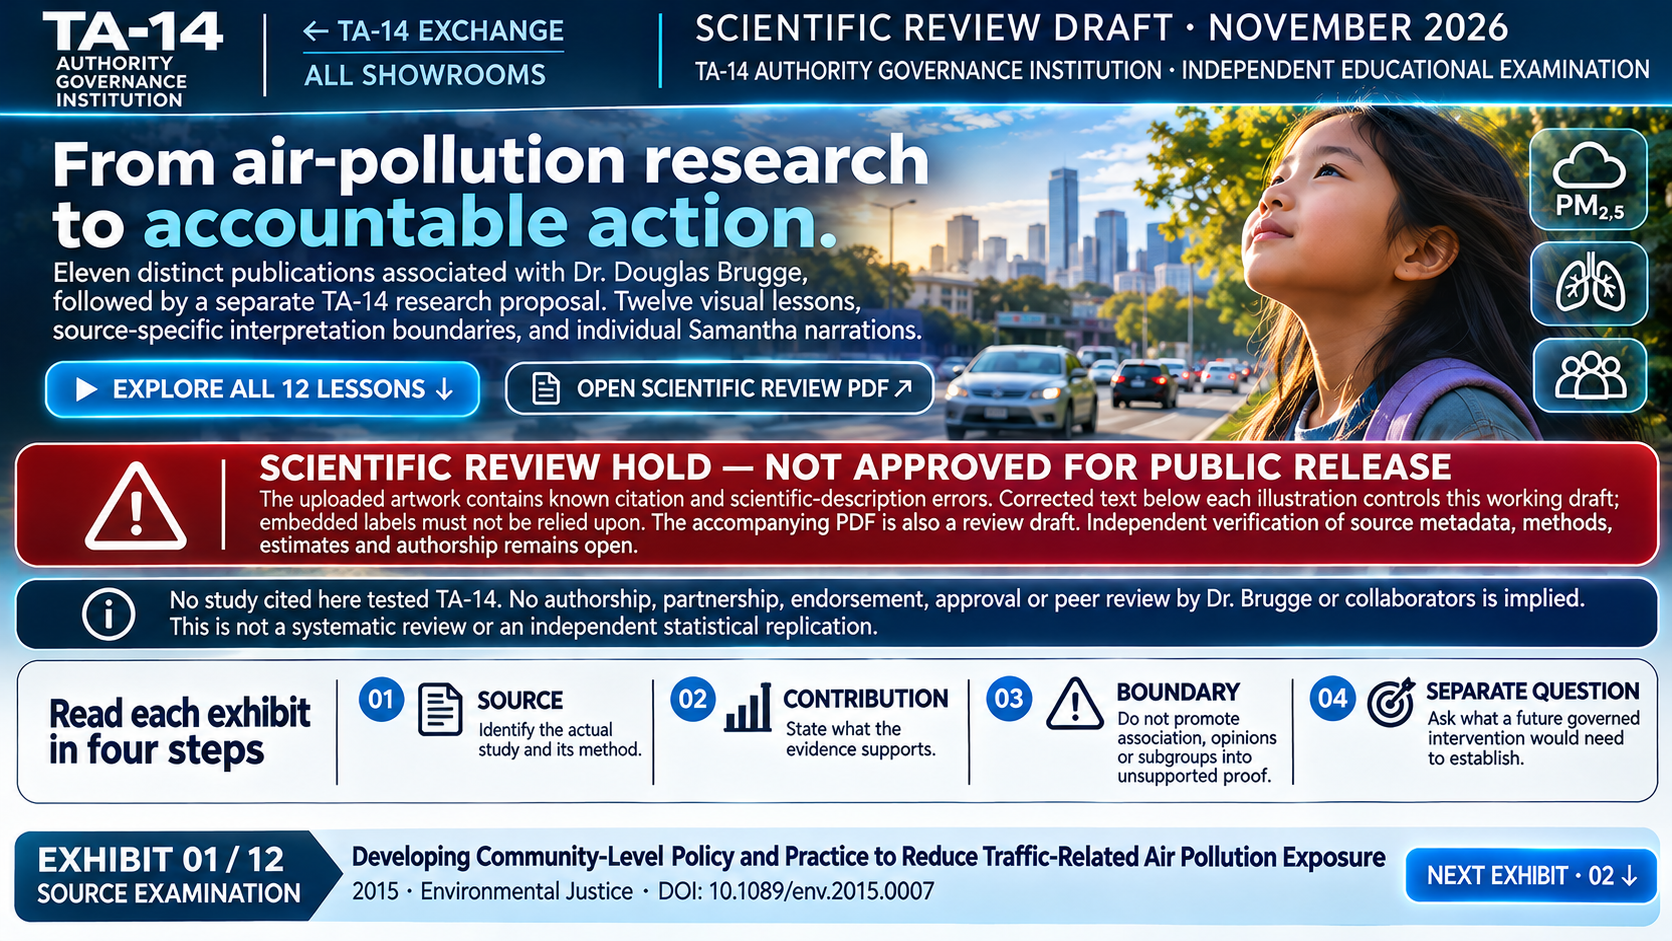 TA-14
AUTHORITY
GOVERNANCE
INSTITUTION
← TA-14 EXCHANGE
ALL SHOWROOMS
SCIENTIFIC REVIEW DRAFT · NOVEMBER 2026
TA-14 AUTHORITY GOVERNANCE INSTITUTION · INDEPENDENT EDUCATIONAL EXAMINATION
From air-pollution research
to accountable action.
Eleven distinct publications associated with Dr. Douglas Brugge,
followed by a separate TA-14 research proposal. Twelve visual lessons,
source-specific interpretation boundaries, and individual Samantha narrations.
▶ EXPLORE ALL 12 LESSONS ↓
OPEN SCIENTIFIC REVIEW PDF ↗
PM2,5
SCIENTIFIC REVIEW HOLD — NOT APPROVED FOR PUBLIC RELEASE
The uploaded artwork contains known citation and scientific-description errors. Corrected text below each illustration controls this working draft;
embedded labels must not be relied upon. The accompanying PDF is also a review draft. Independent verification of source metadata, methods,
estimates and authorship remains open.
No study cited here tested TA-14. No authorship, partnership, endorsement, approval or peer review by Dr. Brugge or collaborators is implied.
This is not a systematic review or an independent statistical replication.
Read each exhibit
in four steps
01
SOURCE
Identify the actual
study and its method.
02
CONTRIBUTION
State what the
evidence supports.
03
BOUNDARY
Do not promote
association, opinions
or subgroups into
unsupported proof.
04
SEPARATE QUESTION
Ask what a future governed
intervention would need
to establish.
EXHIBIT 01 / 12
SOURCE EXAMINATION
Developing Community-Level Policy and Practice to Reduce Traffic-Related Air Pollution Exposure
2015 · Environmental Justice · DOI: 10.1089/env.2015.0007
NEXT EXHIBIT · 02 ↓